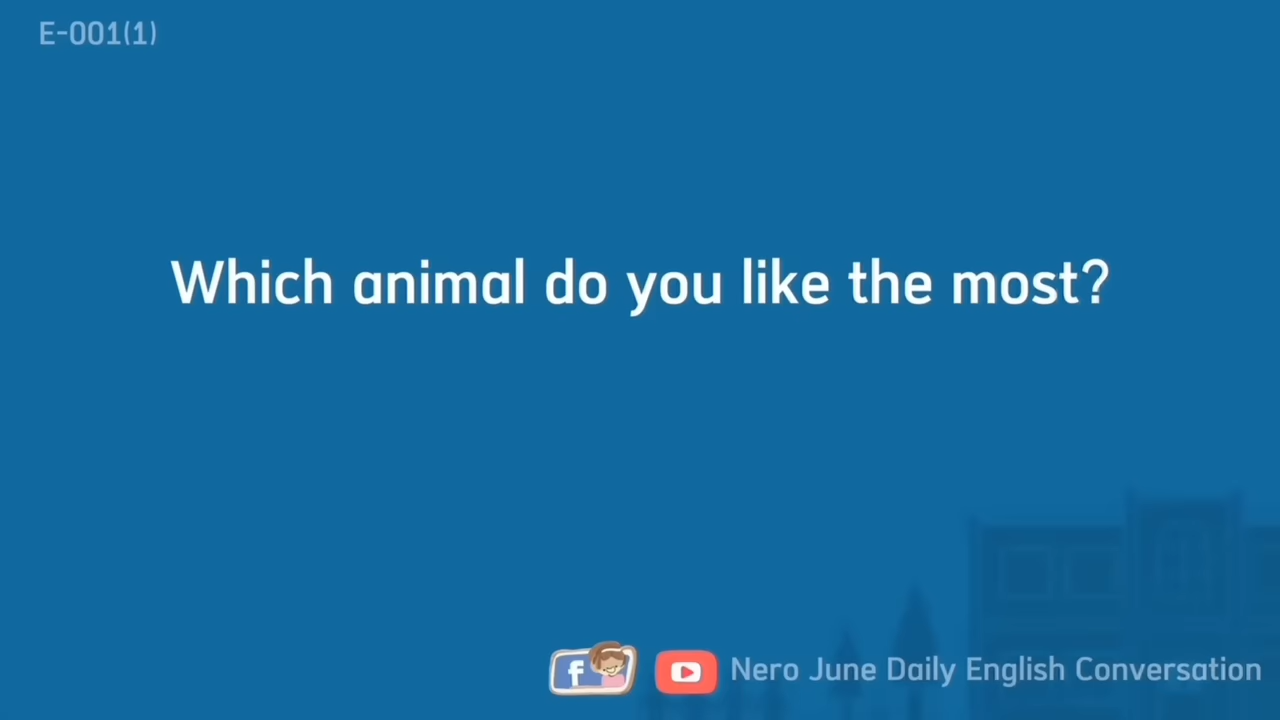 E-001(1)
Which animal do you like the most?
f
Nero June Daily English Conversation